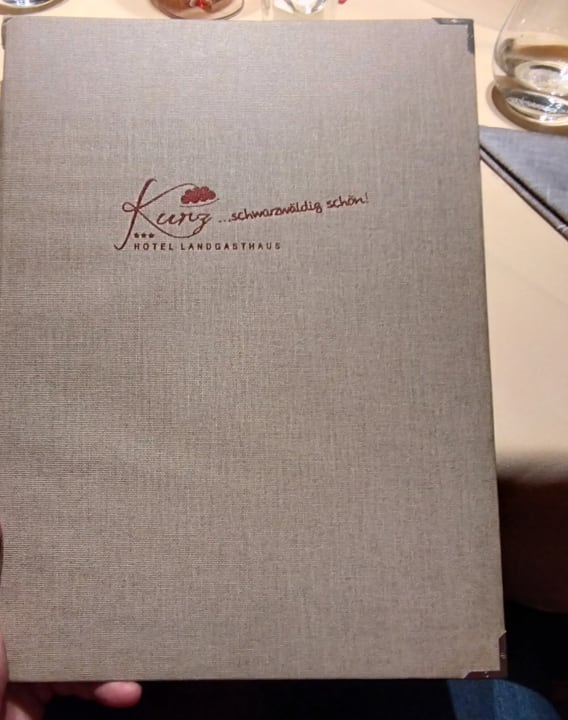 Kunz ...schwarzwäldig schön!
*** HOTEL LANDGASTHAUS